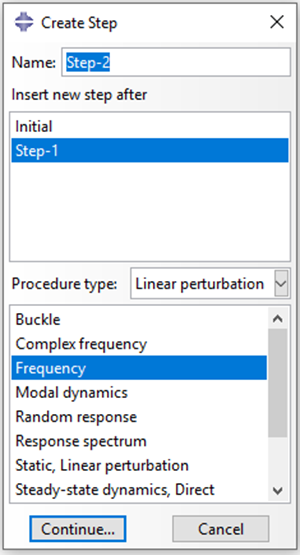 Create Step
Name: Step-2
Insert new step after
Initial
Step-1
Procedure type: Linear perturbation
Buckle
Complex frequency
Frequency
Modal dynamics
Random response
Response spectrum
Static, Linear perturbation
Steady-state dynamics, Direct
Continue... Cancel